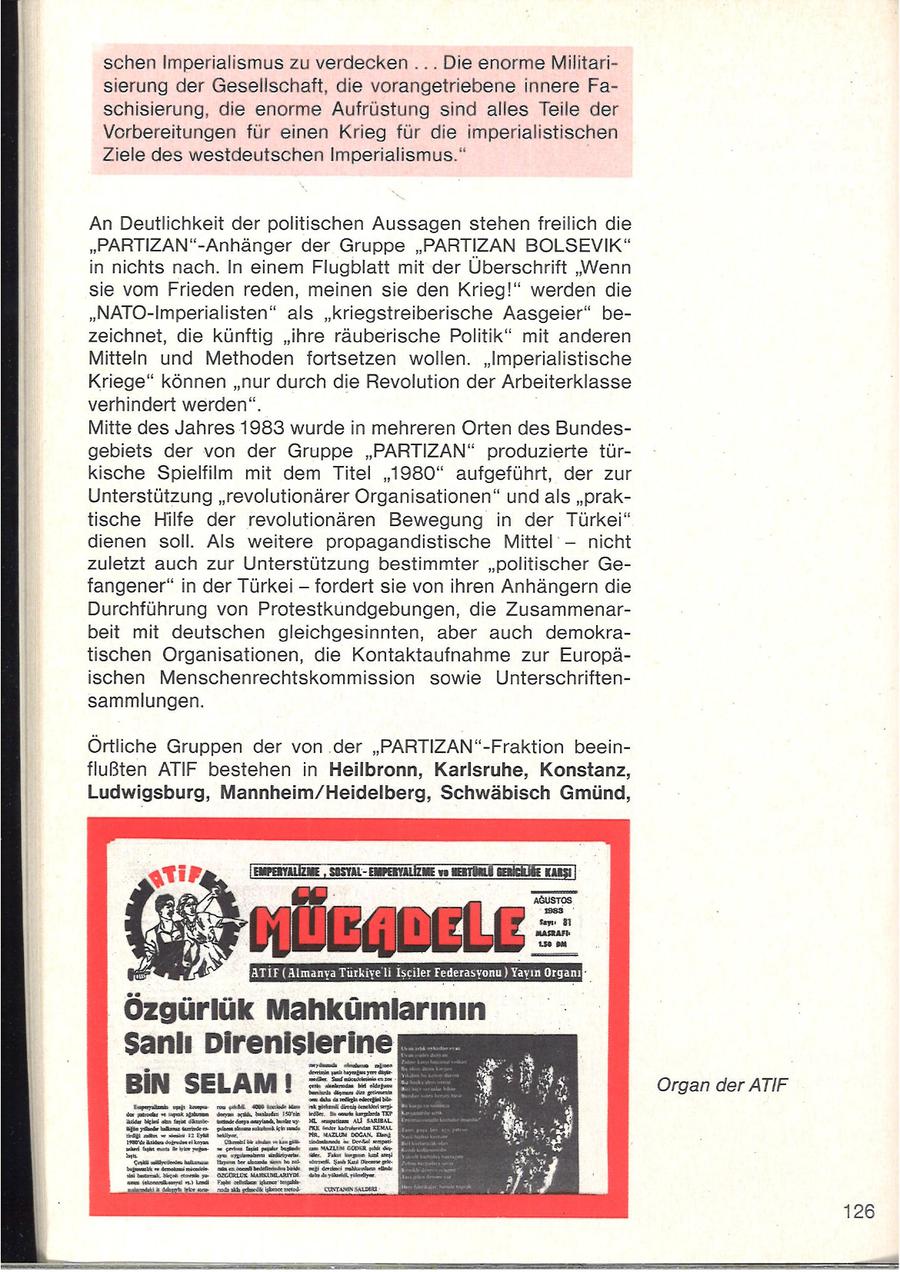 schen Imperialismus zu verdecken ... Die enorme Militari-
sierung der Gesellschaft, die vorangetriebene innere Fa-
schisierung, die enorme Aufrüstung sind alles Teile der
Vorbereitungen für einen Krieg für die imperialistischen
Ziele des westdeutschen Imperialismus.“
An Deutlichkeit der politischen Aussagen stehen freilich die
„PARTIZAN“-Anhänger der Gruppe „PARTIZAN BOLSEVIK“
in nichts nach. In einem Flugblatt mit der Überschrift „Wenn
sie vom Frieden reden, meinen sie den Krieg!“ werden die
„NATO-Imperialisten“ als „kriegstreiberische Aasgeier“ be-
zeichnet, die künftig „ihre räuberische Politik“ mit anderen
Mitteln und Methoden fortsetzen wollen. „Imperialistische
Kriege“ können „nur durch die Revolution der Arbeiterklasse
verhindert werden“.
Mitte des Jahres 1983 wurde in mehreren Orten des Bundes-
gebiets der von der Gruppe „PARTIZAN“ produzierte tür-
kische Spielfilm mit dem Titel „1980“ aufgeführt, der zur
Unterstützung „revolutionärer Organisationen“ und als „prak-
tische Hilfe der revolutionären Bewegung in der Türkei“
dienen soll. Als weitere propagandistische Mittel – nicht
zuletzt auch zur Unterstützung bestimmter „politischer Ge-
fangener“ in der Türkei – fordert sie von ihren Anhängern die
Durchführung von Protestkundgebungen, die Zusammenar-
beit mit deutschen gleichgesinnten, aber auch demokra-
tischen Organisationen, die Kontaktaufnahme zur Europä-
ischen Menschenrechtskommission sowie Unterschriften-
sammlungen.
Örtliche Gruppen der von der „PARTIZAN“-Fraktion beein-
flußten ATIF bestehen in Heilbronn, Karlsruhe, Konstanz,
Ludwigsburg, Mannheim/Heidelberg, Schwäbisch Gmünd,
ATİF
EMPERYALİZME , SOSYAL-EMPERYALİZME ve HERTÜRLÜ GERİCİLİĞE KARŞI
MÜCADELE
AĞUSTOS
1983
Sayı: 81
MASRAFI:
1.50 DM
ATİF (Almanya Türkiye'li İşçiler Federasyonu) Yayın Organı
Özgürlük Mahkûmlarının
Şanlı Direnişlerine
BİN SELAM !
Organ der ATIF
126